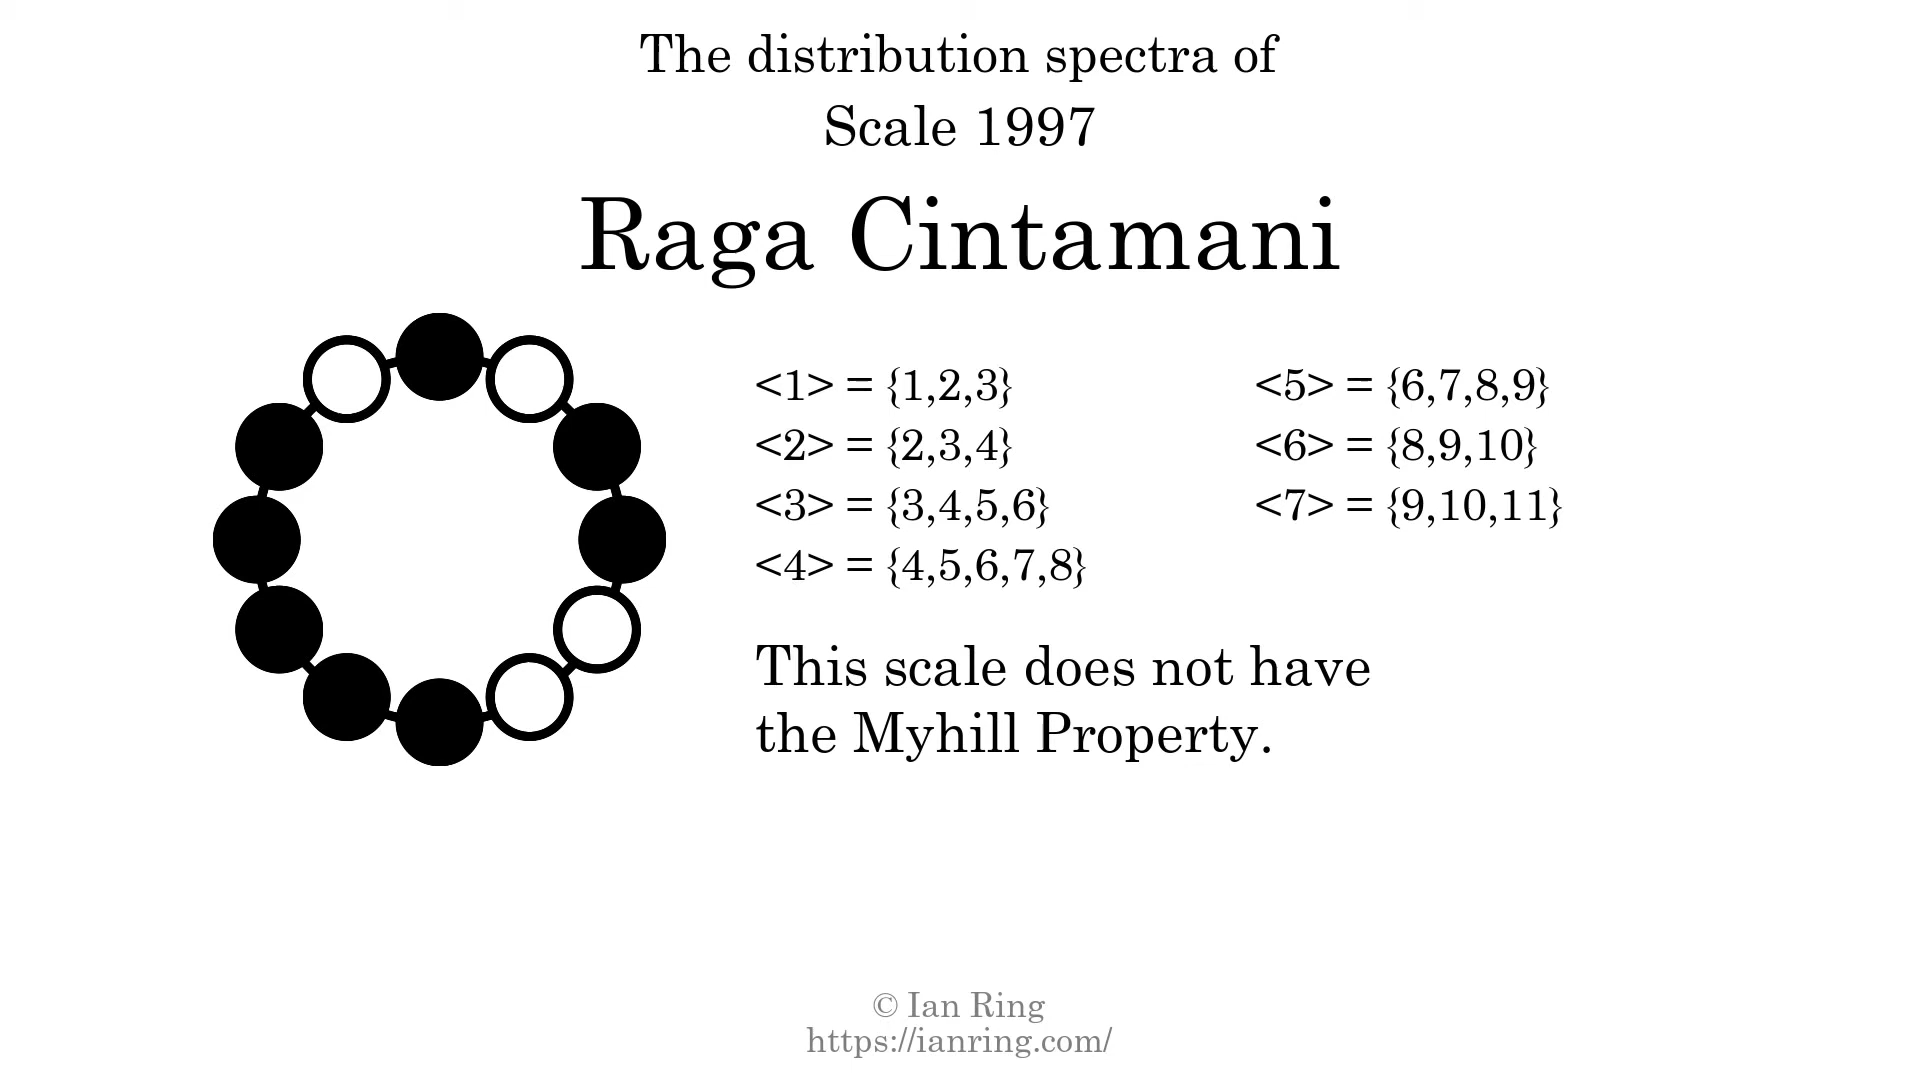 The distribution spectra of
Scale 1997
Raga Cintamani
<1> = {1,2,3}
<2> = {2,3,4}
<3> = {3,4,5,6}
<4> = {4,5,6,7,8}
<5> = {6,7,8,9}
<6> = {8,9,10}
<7> = {9,10,11}
This scale does not have
the Myhill Property.
© Ian Ring
https://ianring.com/